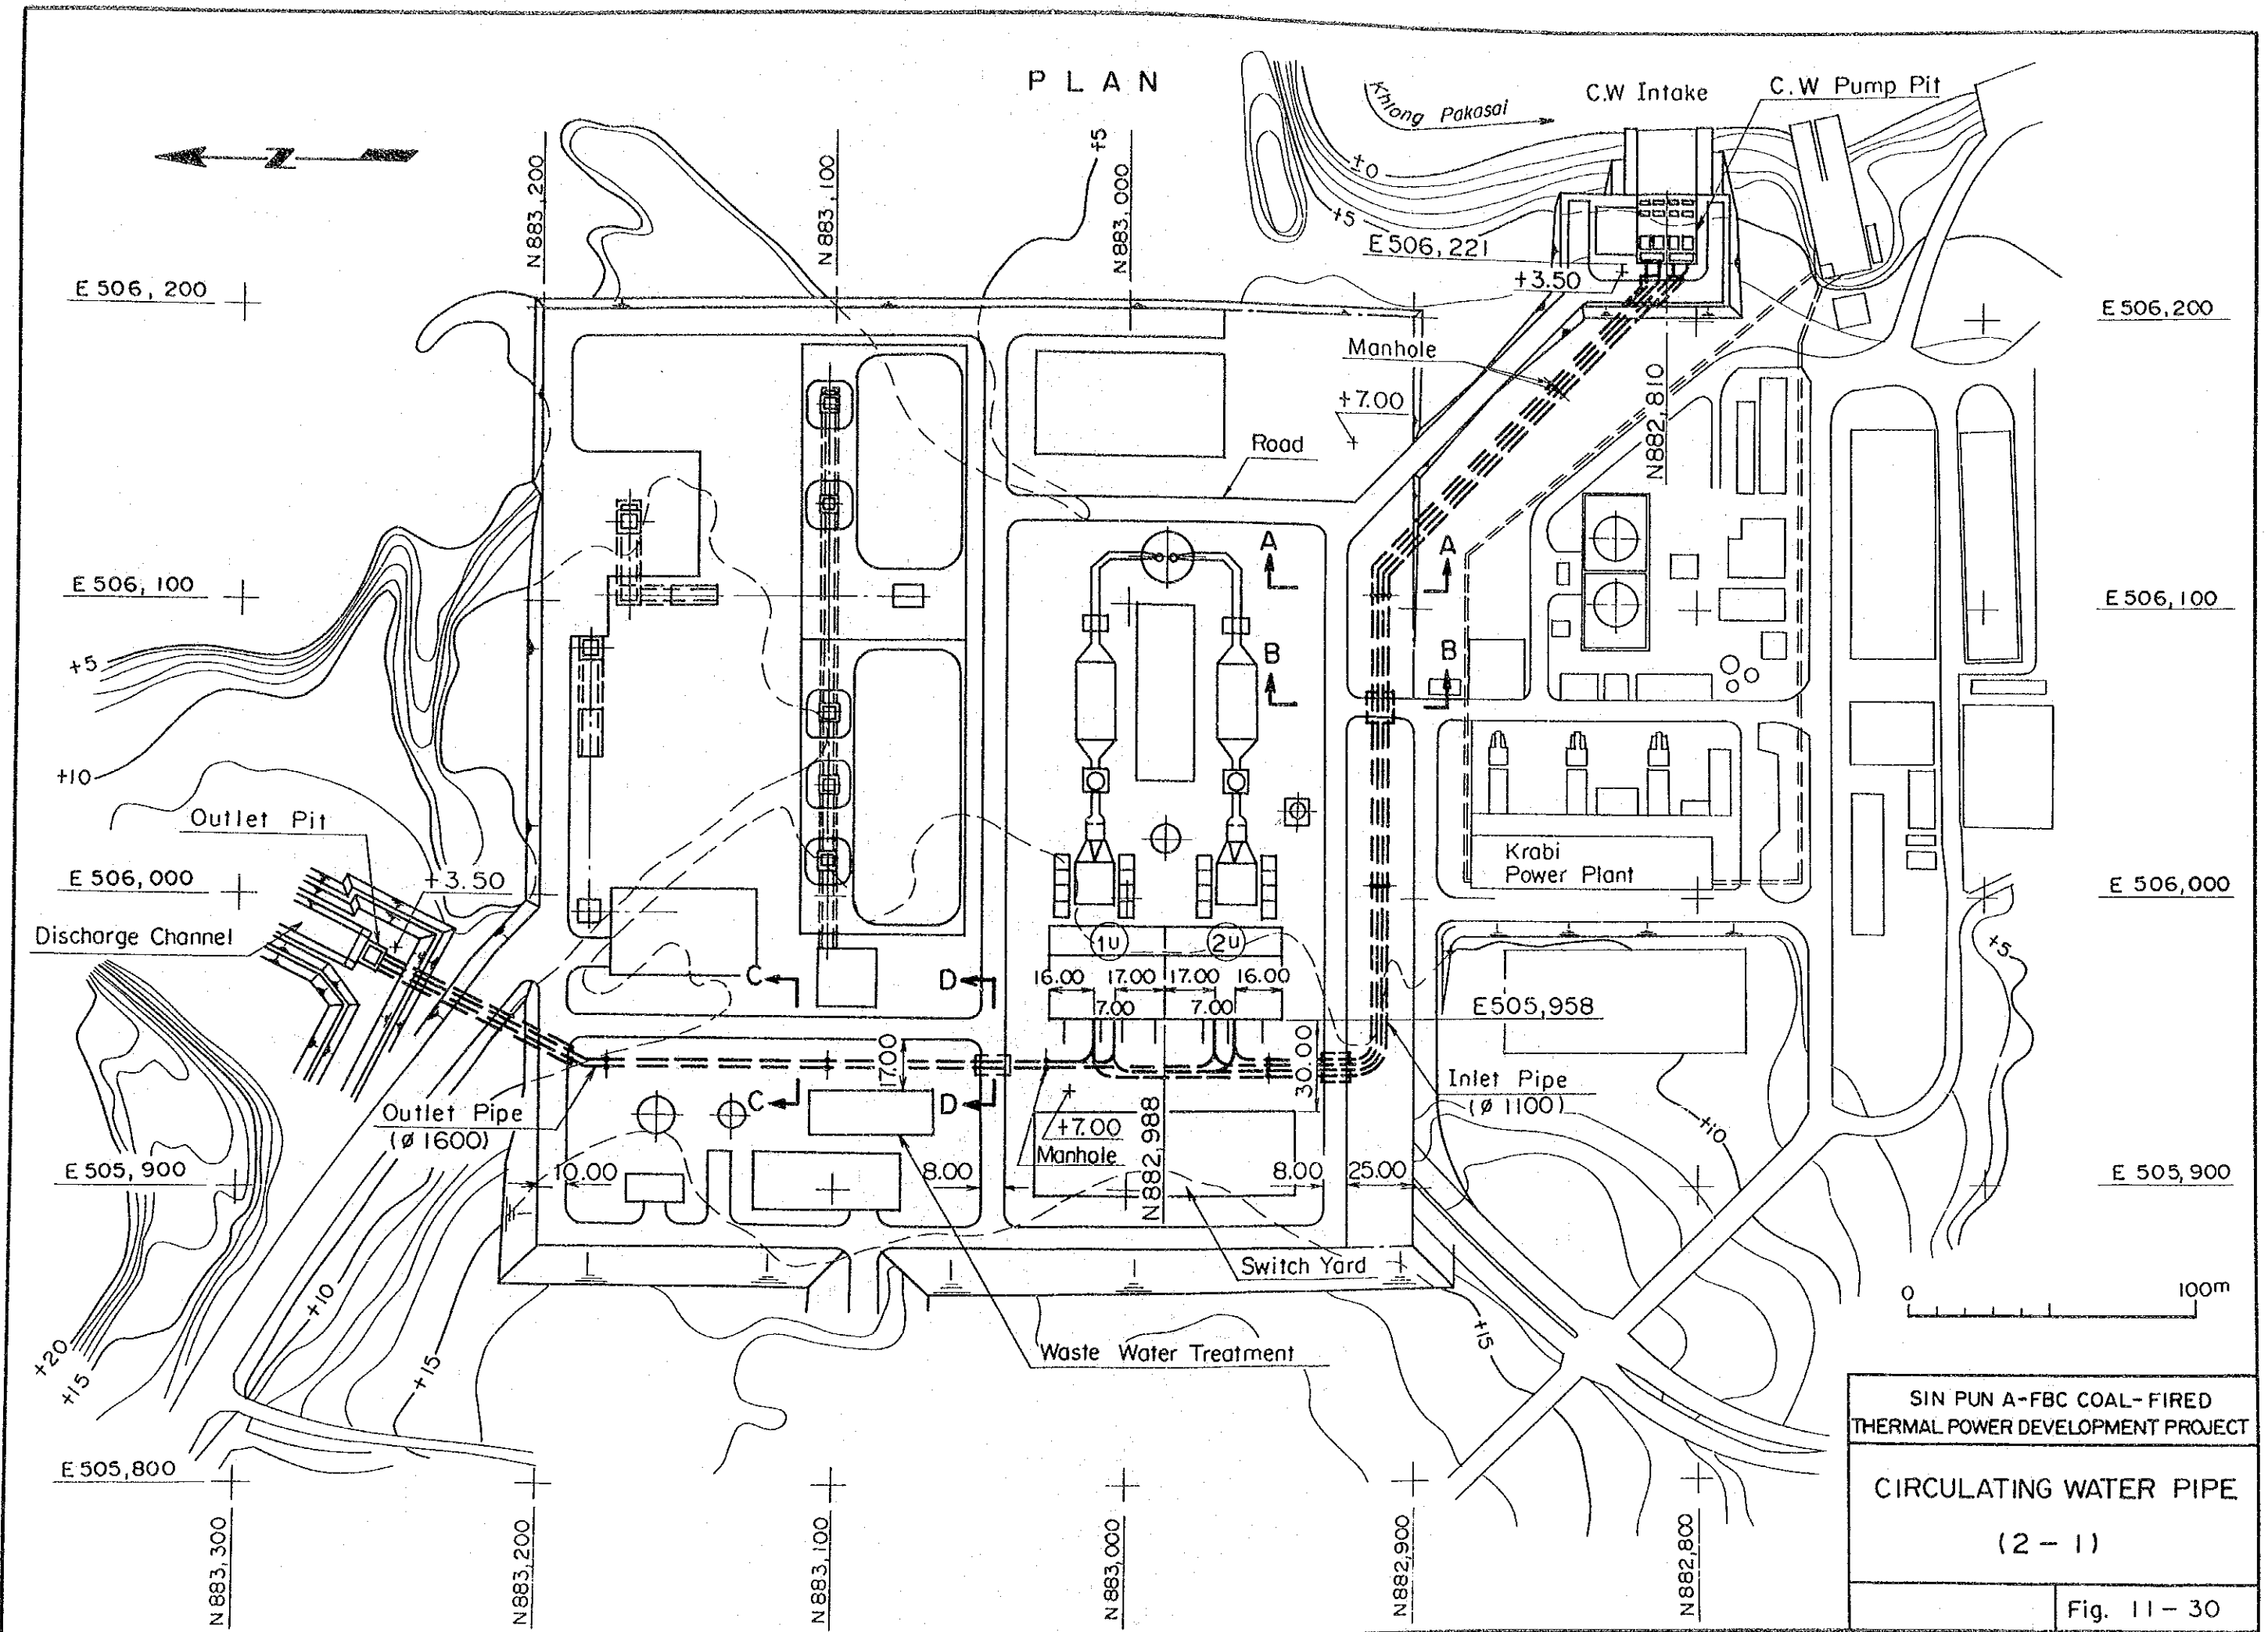 PLAN
Khlong Pakasai
C.W Intake
C.W Pump Pit
Z
N 883,200
N 883,100
N 883,000
+5
±0
+5
E 506,221
+3.50
E 506,200
E 506,200
Manhole
+7.00
N 882,810
Road
A
A
E 506,100
E 506,100
B
B
+5
+10
Outlet Pit
Krabi
Power Plant
E 506,000
+3.50
E 506,000
Discharge Channel
1u
2u
C
D
16.00
17.00
17.00
16.00
7.00
7.00
E 505,958
+5
17.00
30.00
Inlet Pipe
(ø 1100)
Outlet Pipe
(ø 1600)
C
D
+7.00
Manhole
N 882,988
+10
E 505,900
10.00
8.00
8.00
25.00
E 505,900
Switch Yard
0
100m
+10
+15
+20
+15
+15
Waste Water Treatment
E 505,800
N 883,300
N 883,200
N 883,100
N 883,000
N 882,900
N 882,800
SIN PUN A-FBC COAL-FIRED
THERMAL POWER DEVELOPMENT PROJECT
CIRCULATING WATER PIPE
(2 - 1)
Fig. 11 - 30